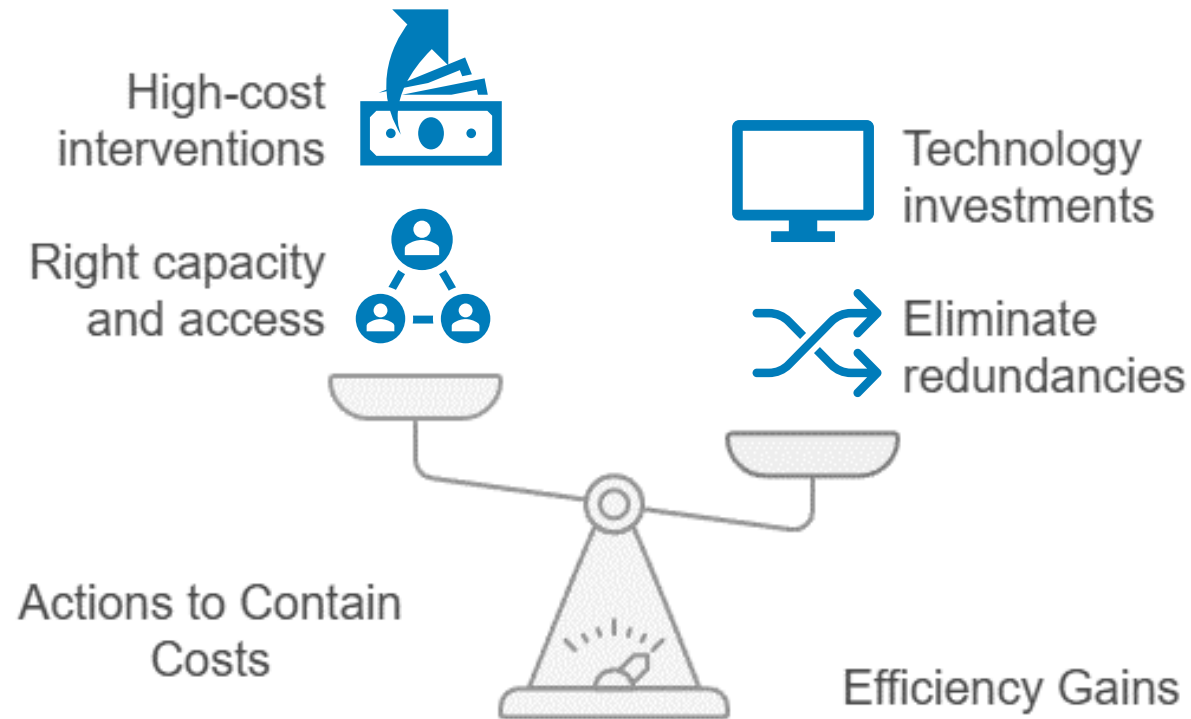 High-cost
interventions
Right capacity
and access
Technology
investments
Eliminate
redundancies
Actions to Contain
Costs
Efficiency Gains